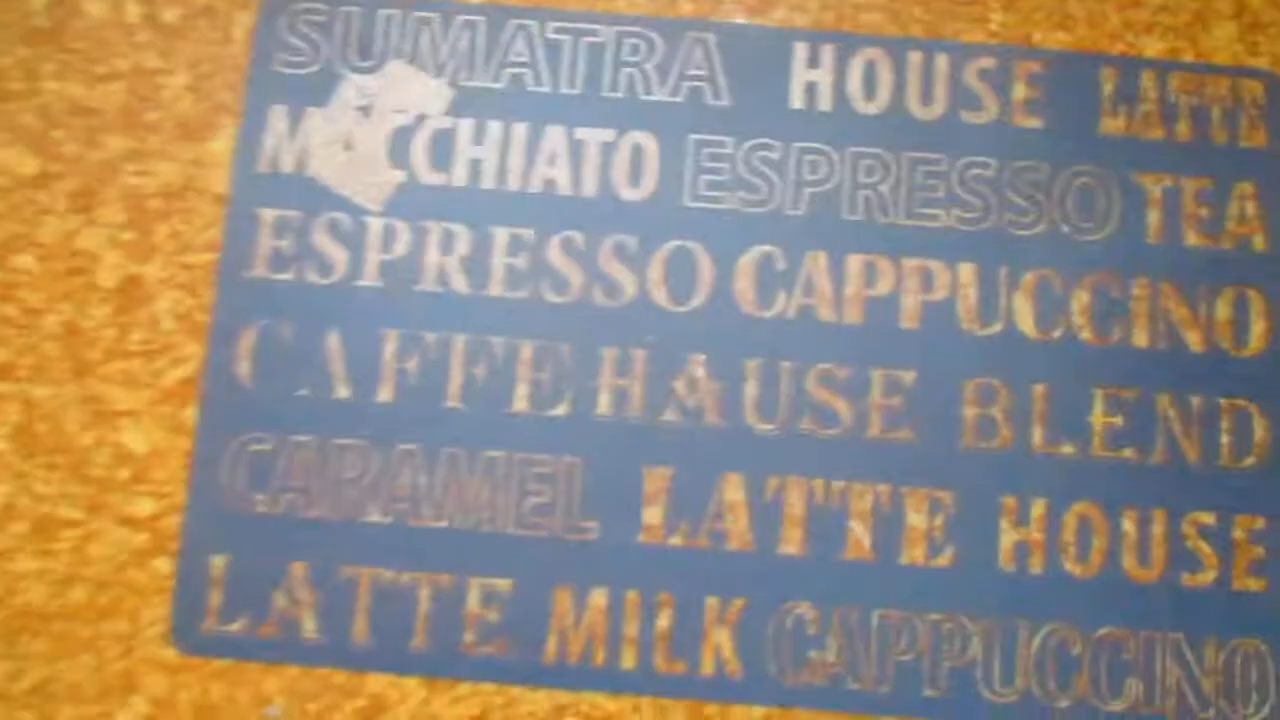 SUMATRA HOUSE LATTE
MACCHIATO ESPRESSO TEA
ESPRESSO CAPPUCCINO
CAFFE HAUSE BLEND
CARAMEL LATTE HOUSE
LATTE MILK CAPPUCCINO